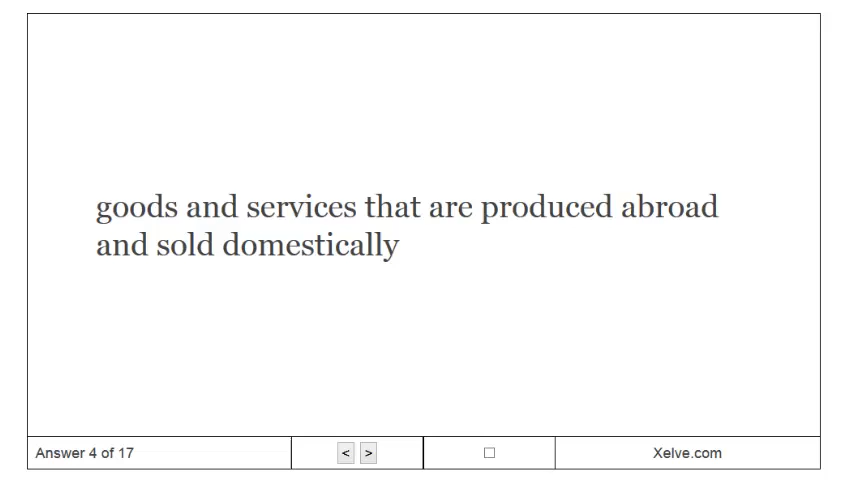 goods and services that are produced abroad
and sold domestically
Answer 4 of 17
< >
Xelve.com